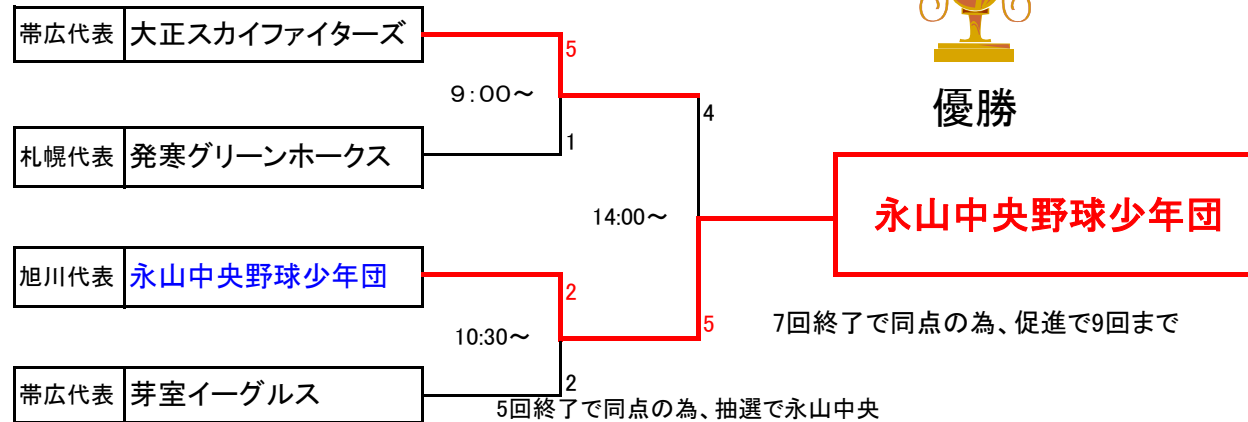 帯広代表 大正スカイファイターズ
5
9:00～
優勝
4
1
札幌代表 発寒グリーンホークス
永山中央野球少年団
14:00～
旭川代表 永山中央野球少年団
2
5
7回終了で同点の為、促進で9回まで
10:30～
2
帯広代表 芽室イーグルス
5回終了で同点の為、抽選で永山中央